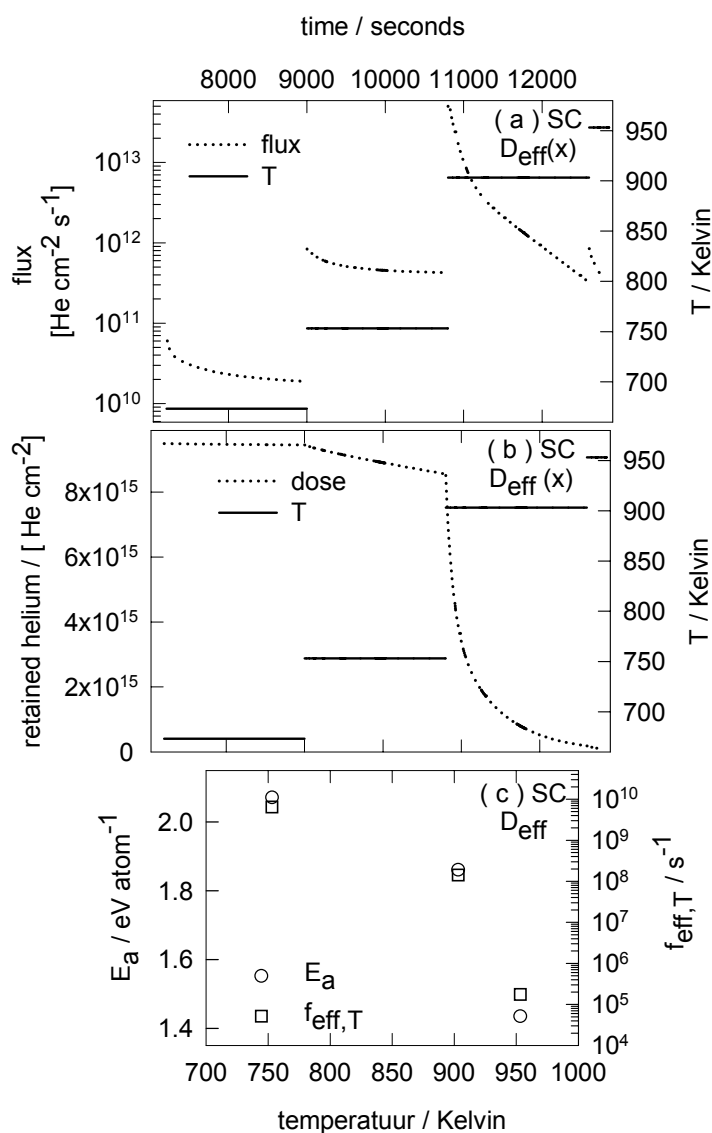 time / seconds
8000 9000 10000 11000 12000
( a ) SC
D_eff(x)
flux
T
10^13
10^12
10^11
10^10
flux
[He cm^-2 s^-1]
950
900
850
800
750
700
T / Kelvin
( b ) SC
D_eff (x)
dose
T
8x10^15
6x10^15
4x10^15
2x10^15
0
retained helium / [ He cm^-2]
950
900
850
800
750
700
T / Kelvin
( c ) SC
D_eff
2.0
1.8
1.6
1.4
E_a / eV atom^-1
E_a
f_eff,T
10^10
10^9
10^8
10^7
10^6
10^5
10^4
f_eff,T / s^-1
700 750 800 850 900 950 1000
temperatuur / Kelvin